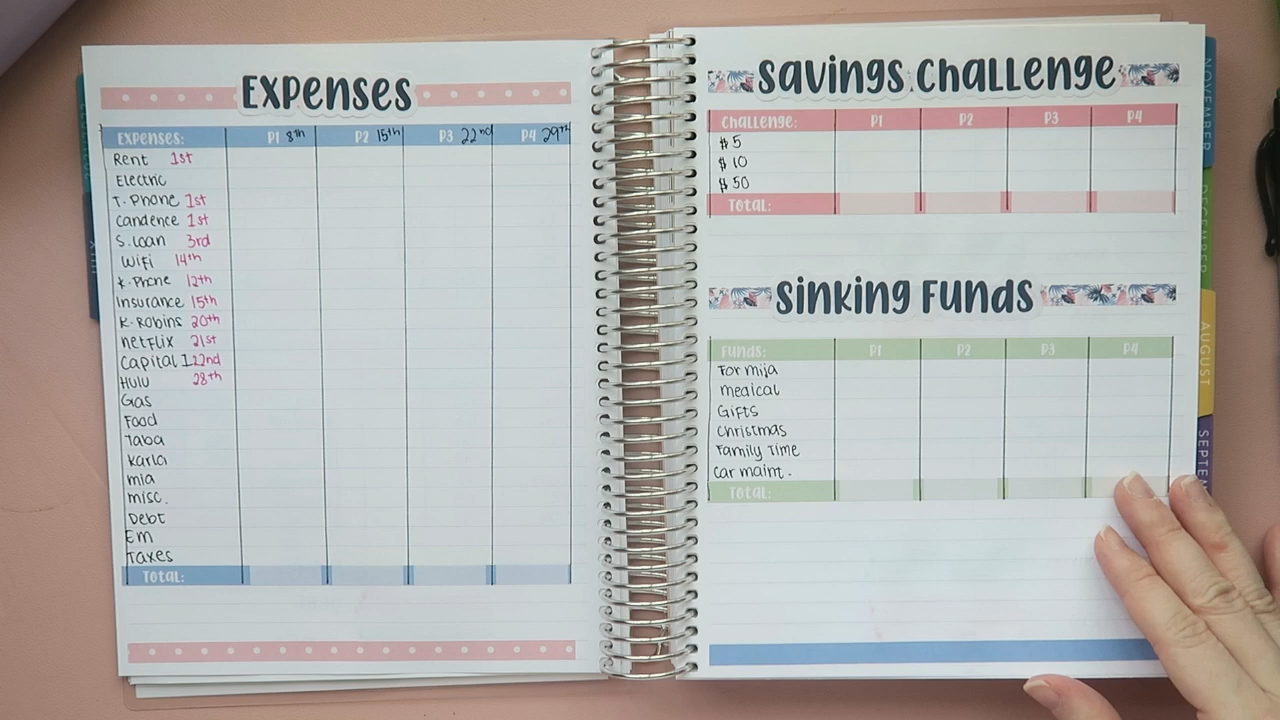 EXPENSES
EXPENSES: P1 8th P2 15th P3 22nd P4 29th
Rent 1st
Electric
T. Phone 1st
Candence 1st
S. Loan 3rd
Wifi 14th
K. Phone 12th
Insurance 15th
K. Robins 20th
Netflix 21st
Capital 1 22nd
Hulu 28th
Gas
Food
Taba
Karla
mia
misc.
Debt
Em
Taxes
TOTAL:
Savings Challenge
Challenge: P1 P2 P3 P4
$5
$10
$50
TOTAL:
Sinking Funds
Funds: P1 P2 P3 P4
For mija
medical
Gifts
Christmas
Family Time
Car maint.
TOTAL:
NOVEMBER
DECEMBER
AUGUST
SEPTEM